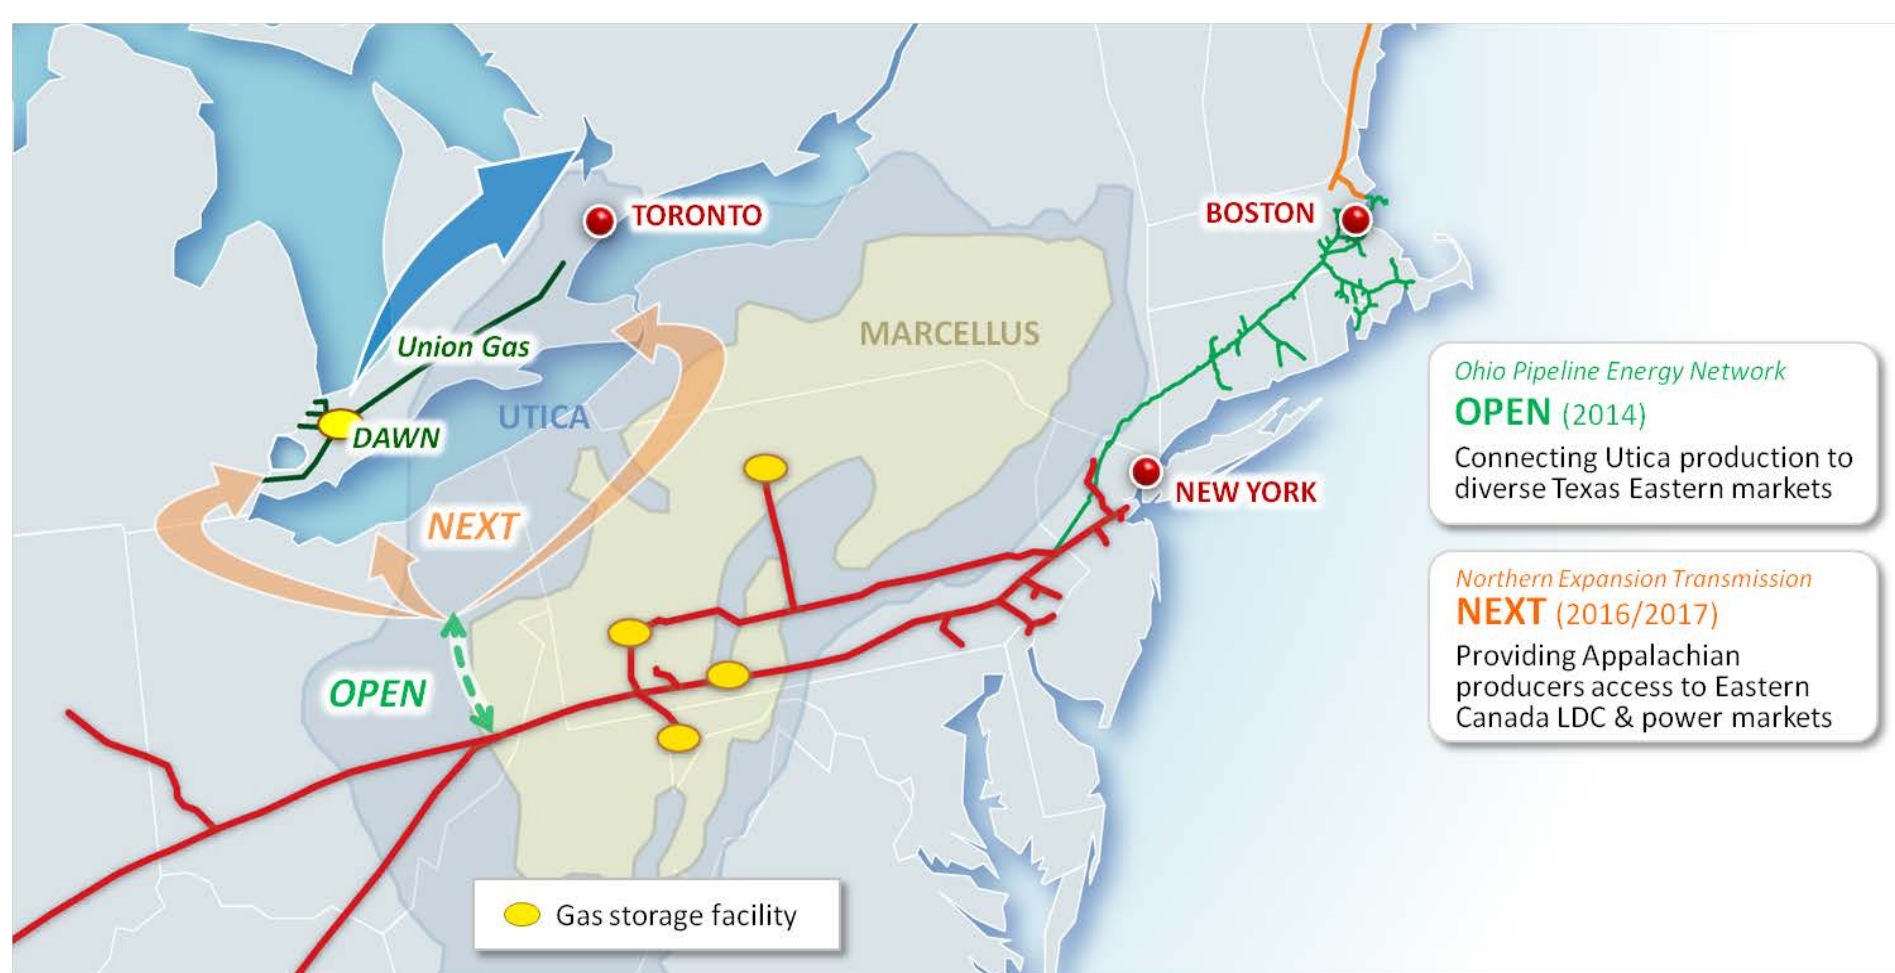 TORONTO
BOSTON
MARCELLUS
Union Gas
UTICA
DAWN
NEXT
NEW YORK
OPEN
Ohio Pipeline Energy Network
OPEN (2014)
Connecting Utica production to
diverse Texas Eastern markets
Northern Expansion Transmission
NEXT (2016/2017)
Providing Appalachian
producers access to Eastern
Canada LDC & power markets
Gas storage facility